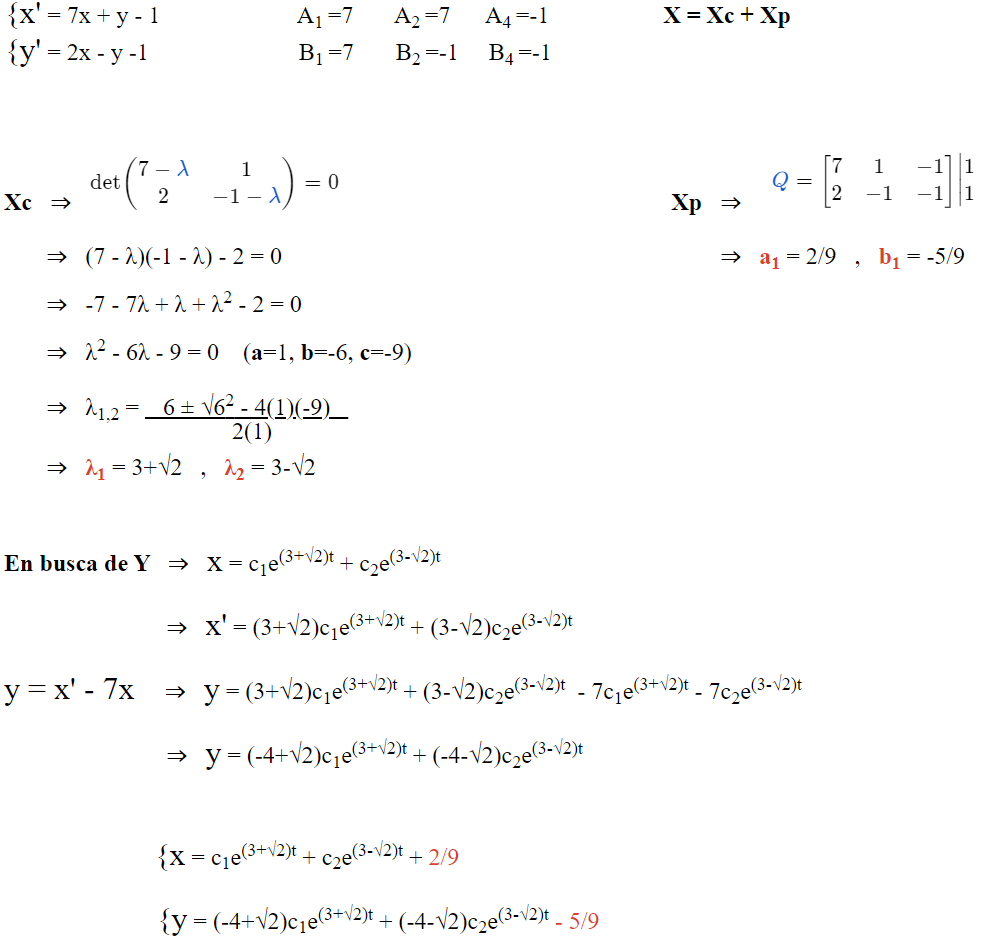 {x' = 7x + y - 1 A₁ =7 A₂ =7 A₄ =-1 X = Xc + Xp
{y' = 2x - y -1 B₁ =7 B₂ =-1 B₄ =-1
Xc ⇒ det(7 − λ 1 2 −1 − λ) = 0 Xp ⇒ Q = [7 1 −1 2 −1 −1]|1 1
⇒ (7 - λ)(-1 - λ) - 2 = 0 ⇒ a₁ = 2/9 , b₁ = -5/9
⇒ -7 - 7λ + λ + λ² - 2 = 0
⇒ λ² - 6λ - 9 = 0 (a=1, b=-6, c=-9)
⇒ λ₁,₂ = 6 ± √6² - 4(1)(-9)
2(1)
⇒ λ₁ = 3+√2 , λ₂ = 3-√2
En busca de Y ⇒ x = c₁e^(3+√2)t + c₂e^(3-√2)t
⇒ x' = (3+√2)c₁e^(3+√2)t + (3-√2)c₂e^(3-√2)t
y = x' - 7x ⇒ y = (3+√2)c₁e^(3+√2)t + (3-√2)c₂e^(3-√2)t - 7c₁e^(3+√2)t - 7c₂e^(3-√2)t
⇒ y = (-4+√2)c₁e^(3+√2)t + (-4-√2)c₂e^(3-√2)t
{x = c₁e^(3+√2)t + c₂e^(3-√2)t + 2/9
{y = (-4+√2)c₁e^(3+√2)t + (-4-√2)c₂e^(3-√2)t - 5/9